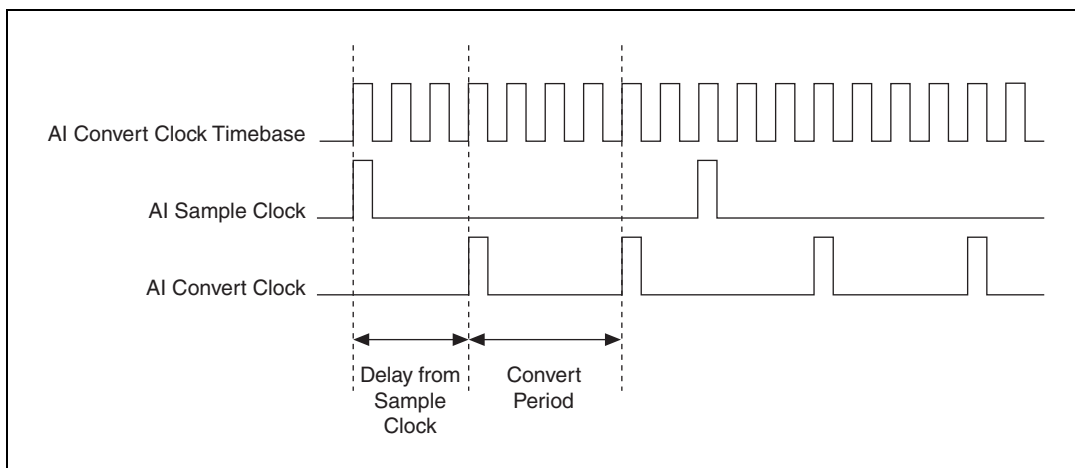 AI Convert Clock Timebase
AI Sample Clock
AI Convert Clock
Delay from
Sample
Clock
Convert
Period